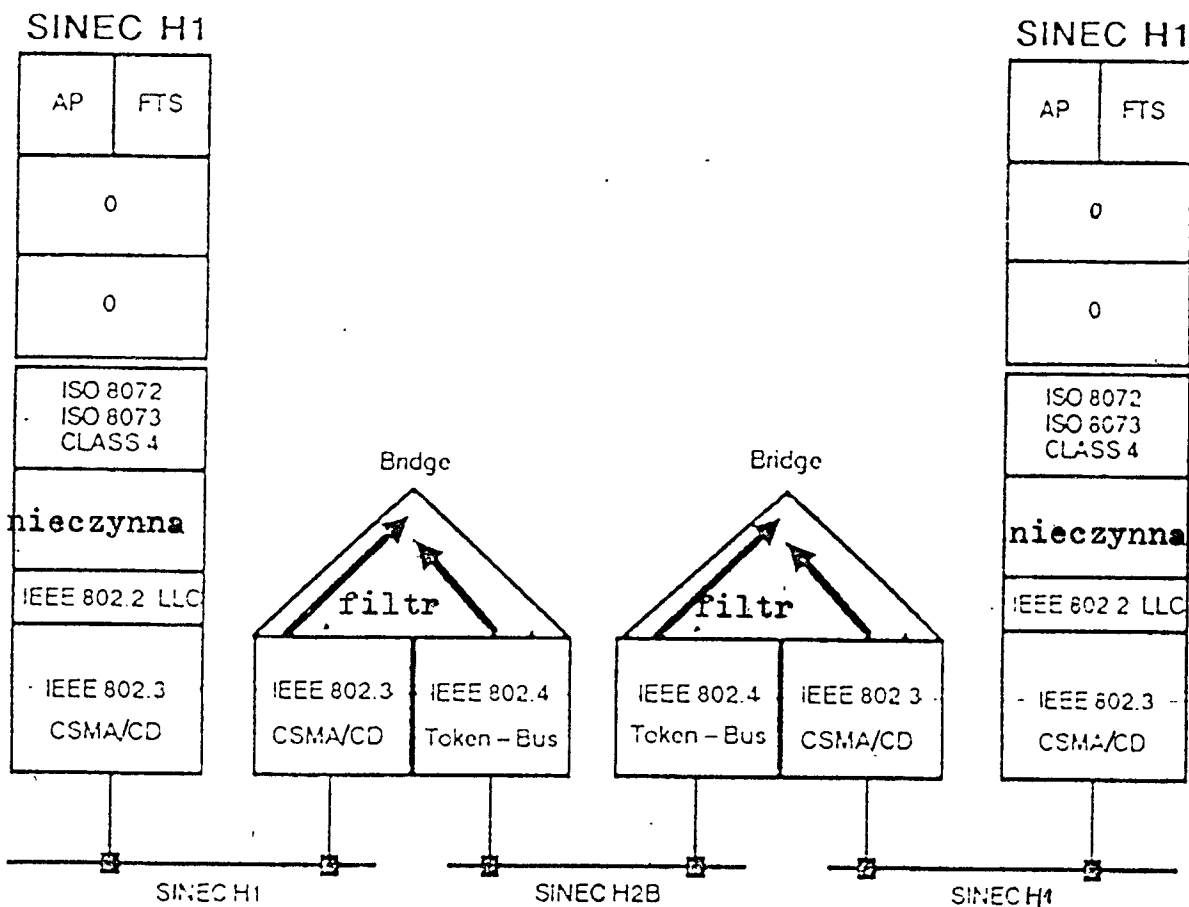 SINEC H1
AP
FTS
0
0
ISO 8072
ISO 8073
CLASS 4
nieczynna
IEEE 802.2 LLC
IEEE 802.3
CSMA/CD
Bridge
filtr
IEEE 802.3
CSMA/CD
IEEE 802.4
Token-Bus
Bridge
filtr
IEEE 802.4
Token-Bus
IEEE 802 3
CSMA/CD
SINEC H1
AP
FTS
0
0
ISO 8072
ISO 8073
CLASS 4
nieczynna
IEEE 802 2 LLC
IEEE 802.3
CSMA/CD
SINEC H1
SINEC H2B
SINEC H1